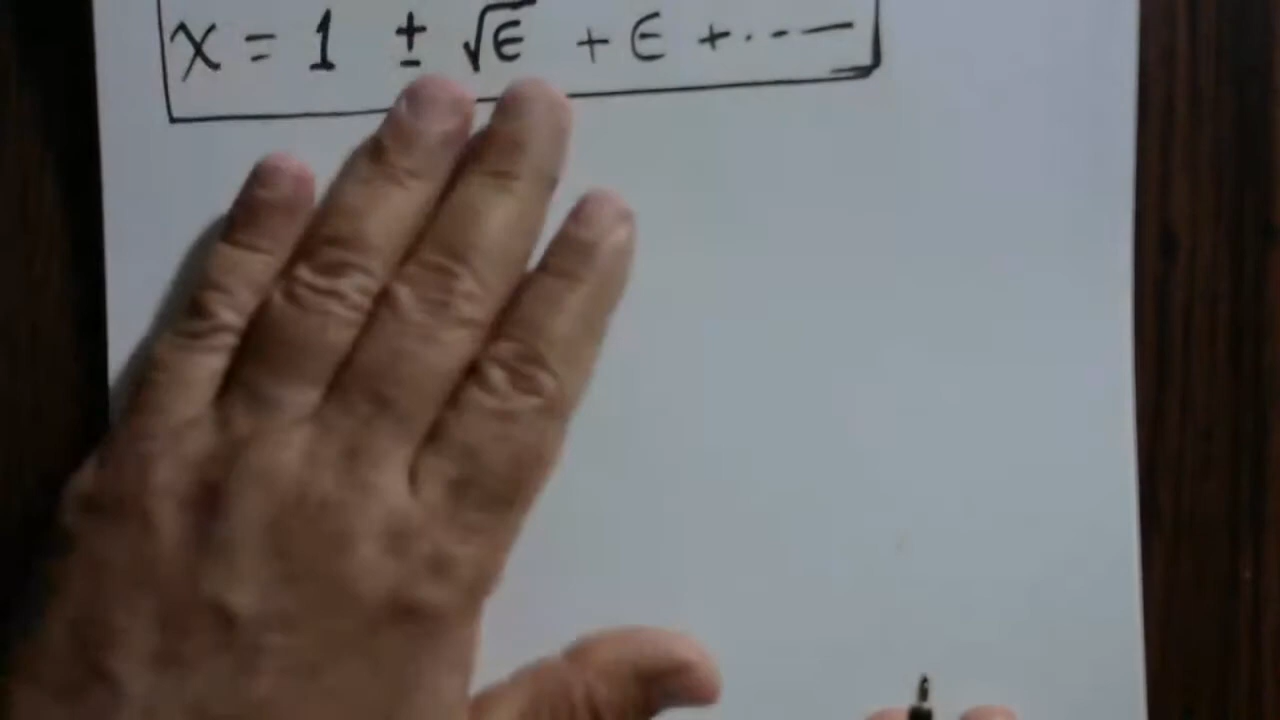 x = 1 ± √ϵ + ϵ + ⋯